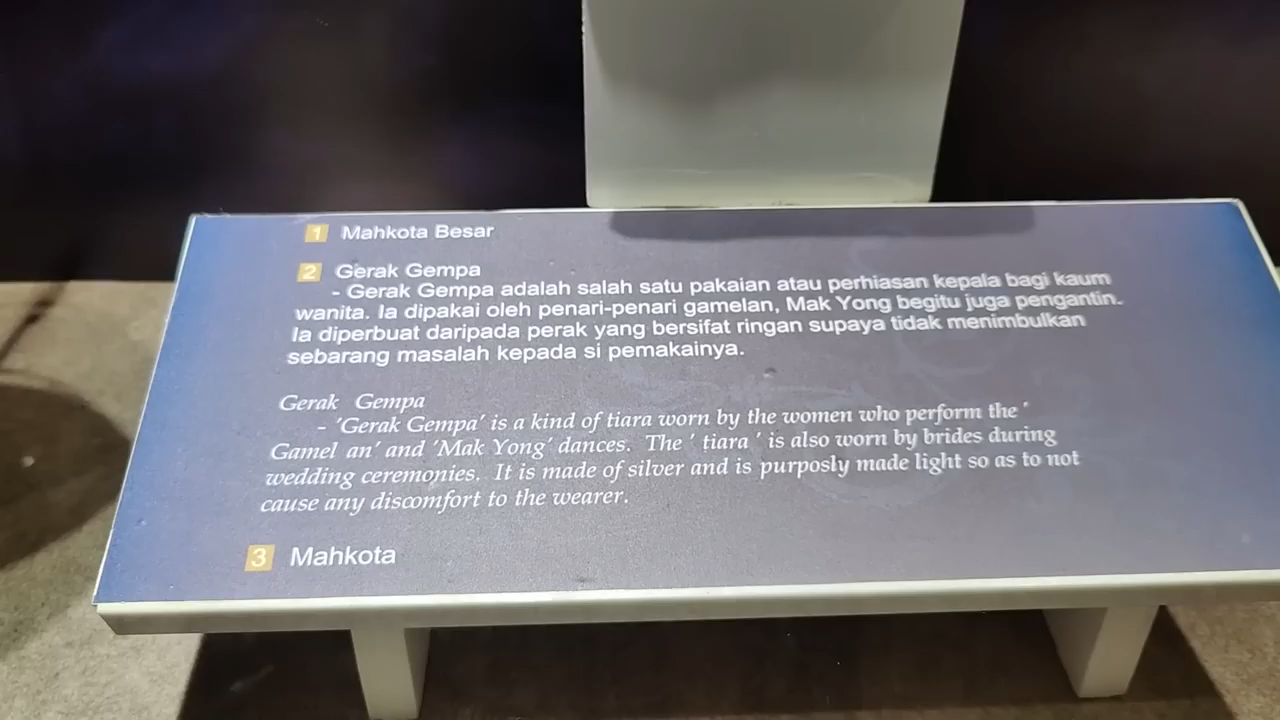 1 Mahkota Besar
2 Gerak Gempa
- Gerak Gempa adalah salah satu pakaian atau perhiasan kepala bagi kaum
wanita. Ia dipakai oleh penari-penari gamelan, Mak Yong begitu juga pengantin.
Ia diperbuat daripada perak yang bersifat ringan supaya tidak menimbulkan
sebarang masalah kepada si pemakainya.
Gerak Gempa
- 'Gerak Gempa' is a kind of tiara worn by the women who perform the '
Gamel an' and 'Mak Yong' dances. The ' tiara ' is also worn by brides during
wedding ceremonies. It is made of silver and is purposly made light so as to not
cause any discomfort to the wearer.
3 Mahkota